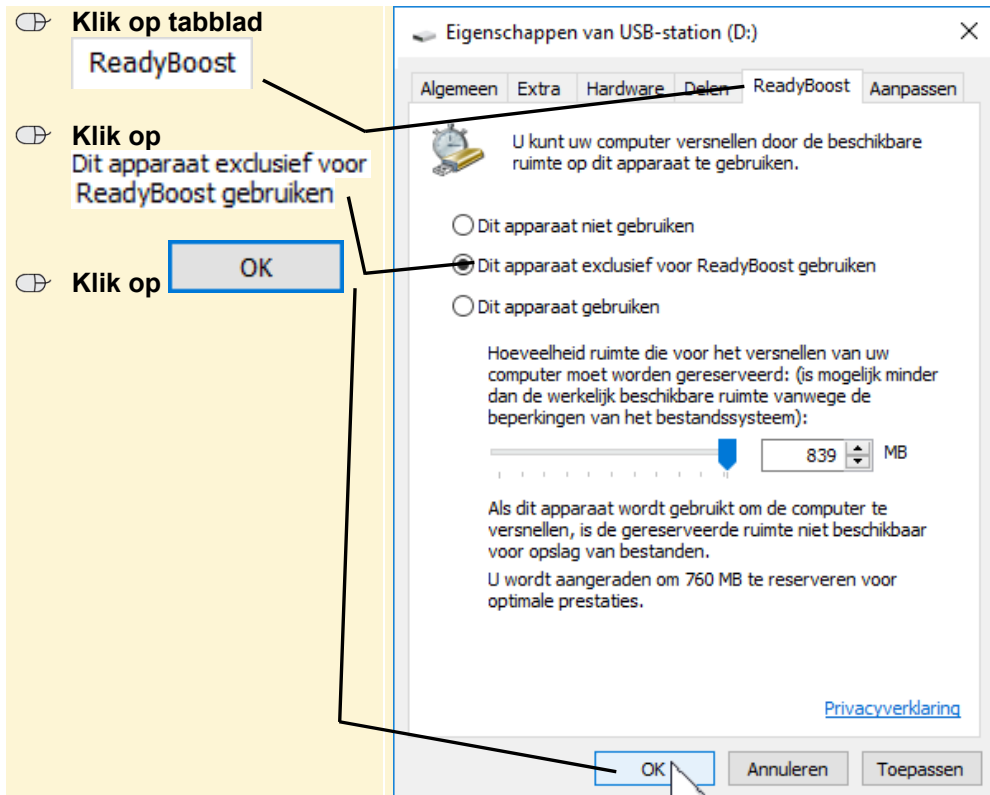 Klik op tabblad
ReadyBoost
Klik op
Dit apparaat exclusief voor
ReadyBoost gebruiken
Klik op OK
Eigenschappen van USB-station (D:)
Algemeen Extra Hardware Delen ReadyBoost Aanpassen
U kunt uw computer versnellen door de beschikbare
ruimte op dit apparaat te gebruiken.
Dit apparaat niet gebruiken
Dit apparaat exclusief voor ReadyBoost gebruiken
Dit apparaat gebruiken
Hoeveelheid ruimte die voor het versnellen van uw
computer moet worden gereserveerd: (is mogelijk minder
dan de werkelijk beschikbare ruimte vanwege de
beperkingen van het bestandssysteem):
839 MB
Als dit apparaat wordt gebruikt om de computer te
versnellen, is de gereserveerde ruimte niet beschikbaar
voor opslag van bestanden.
U wordt aangeraden om 760 MB te reserveren voor
optimale prestaties.
Privacyverklaring
OK Annuleren Toepassen